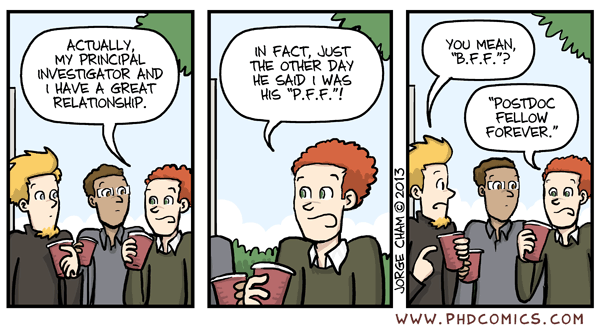 ACTUALLY,
MY PRINCIPAL
INVESTIGATOR AND
I HAVE A GREAT
RELATIONSHIP.
IN FACT, JUST
THE OTHER DAY
HE SAID I WAS
HIS "P.F.F."!
YOU MEAN,
"B.F.F."?
"POSTDOC
FELLOW
FOREVER."
JORGE CHAM © 2013
WWW.PHDCOMICS.COM